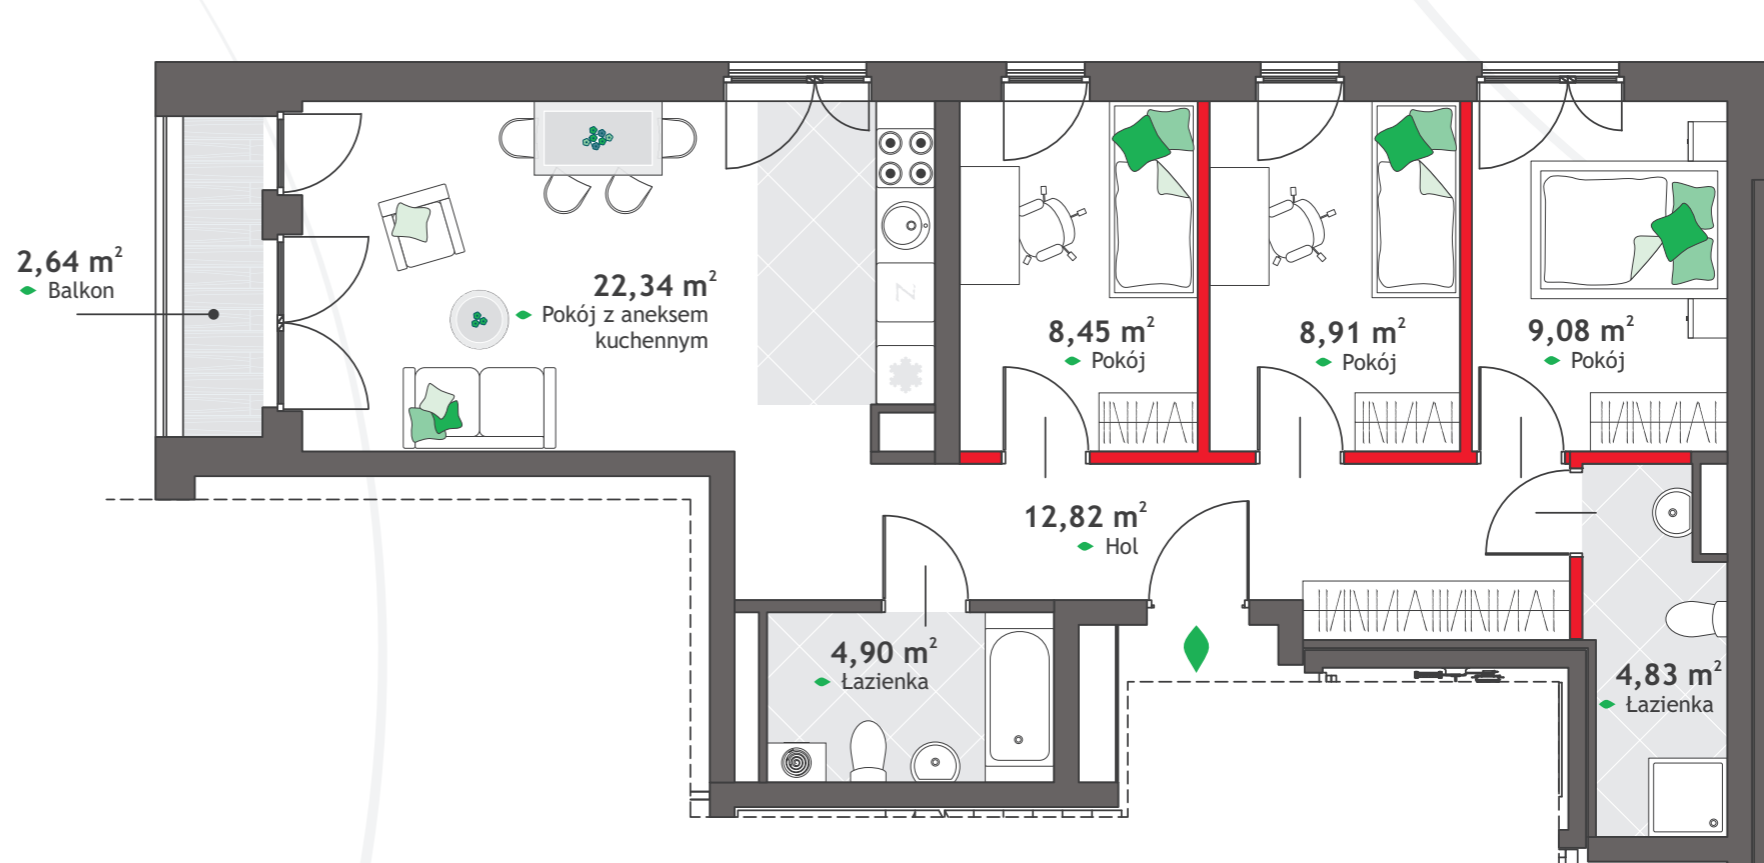 2,64 m²
Balkon
22,34 m²
Pokój z aneksem
kuchennym
N
8,45 m²
Pokój
8,91 m²
Pokój
9,08 m²
Pokój
12,82 m²
Hol
4,90 m²
Łazienka
4,83 m²
Łazienka